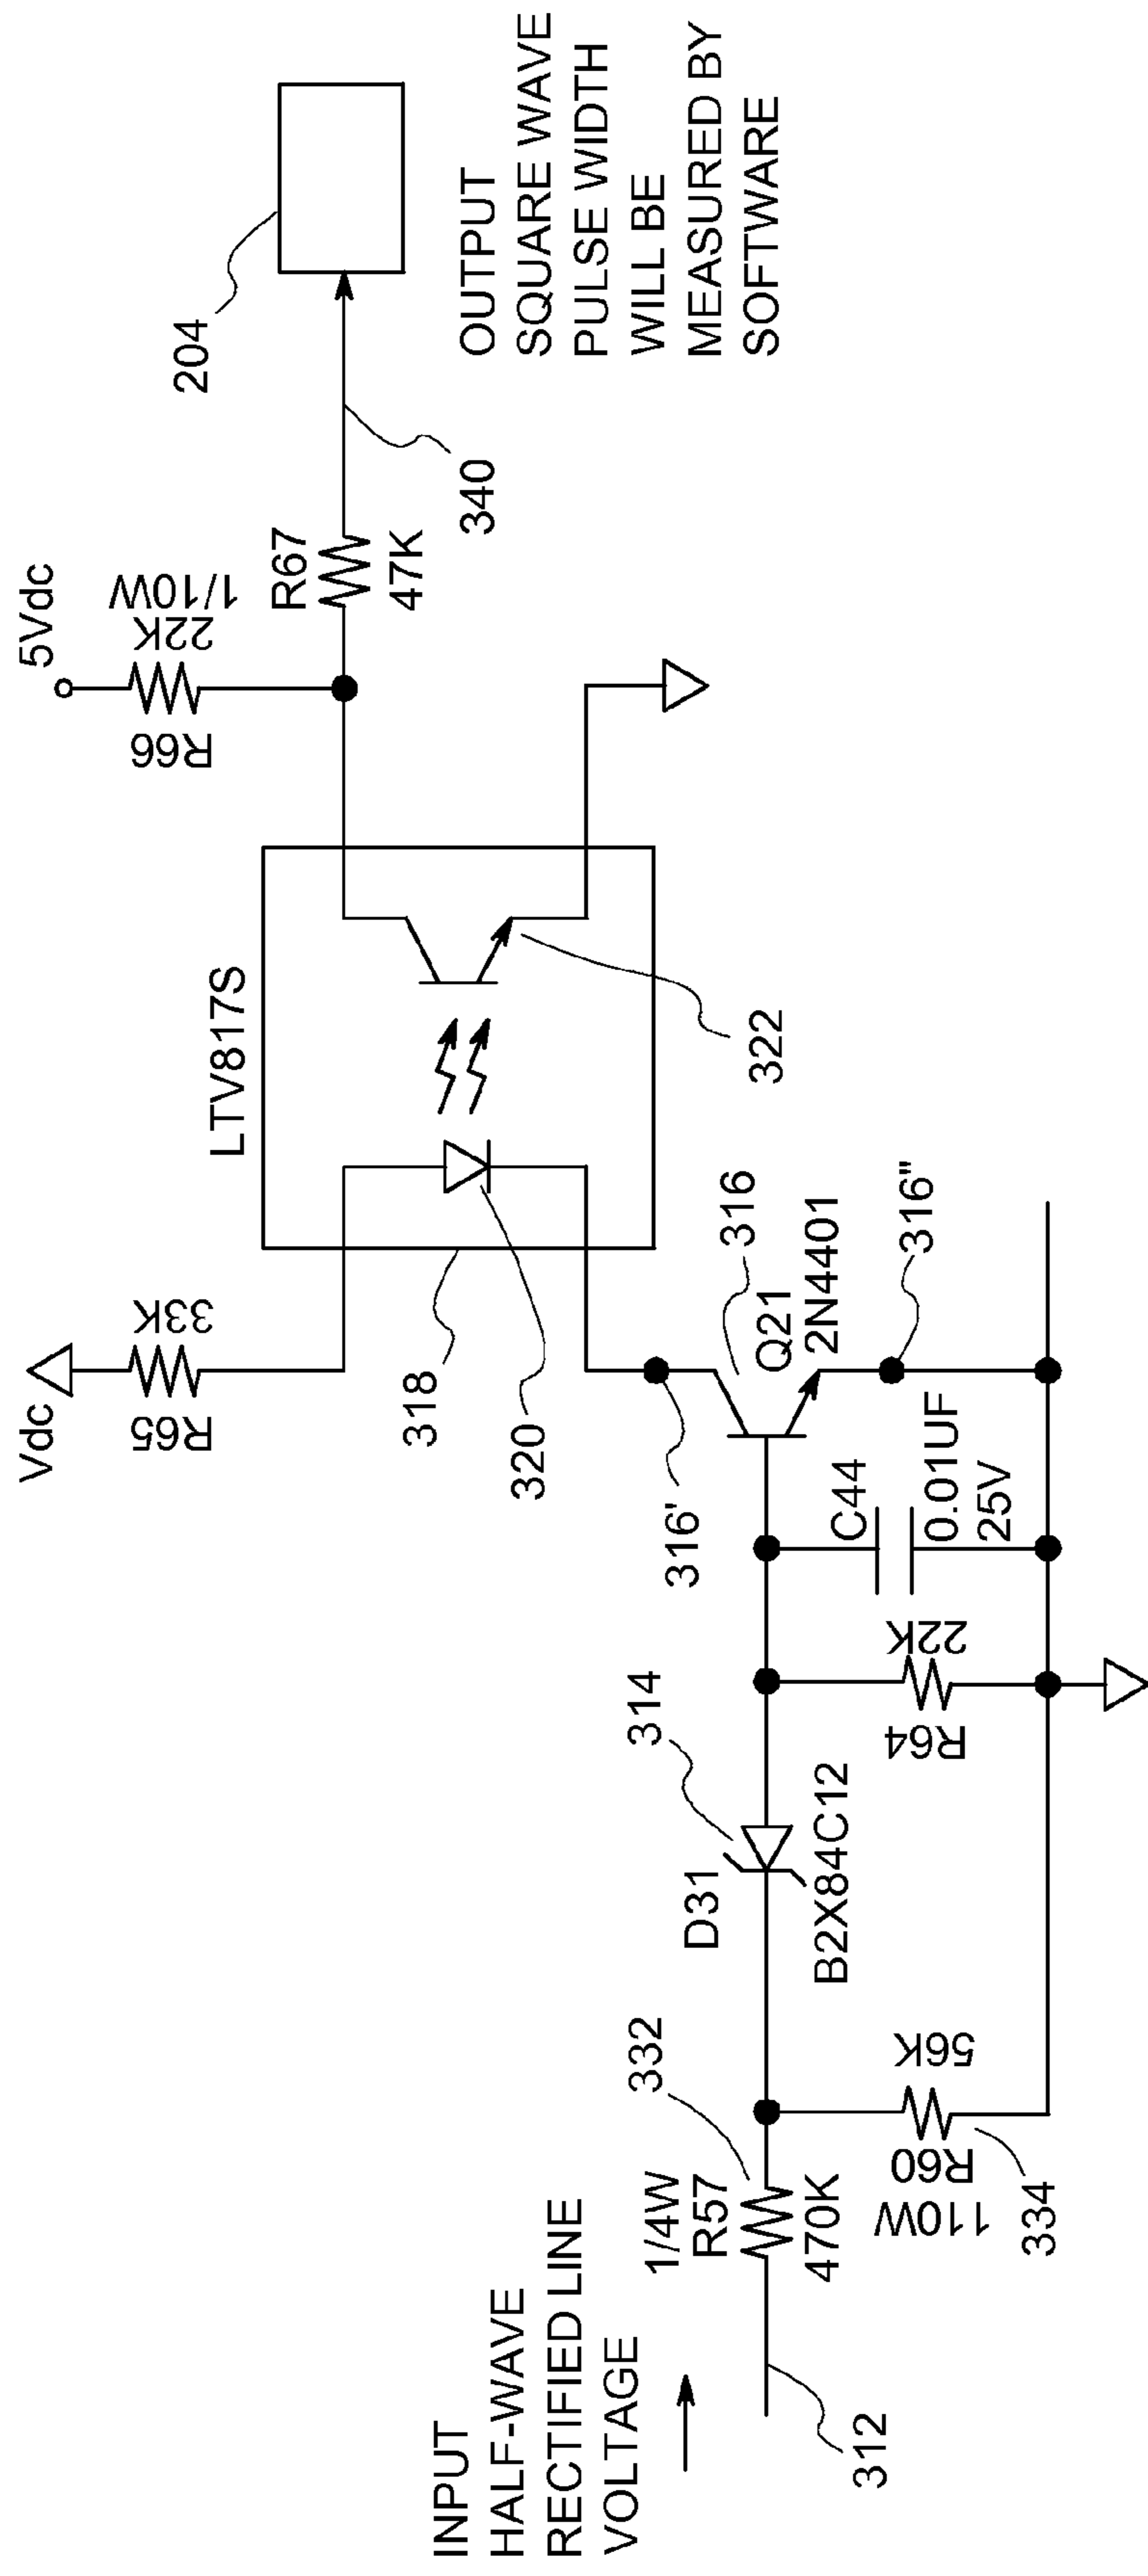 Vdc
R65
33K
LTV817S
5Vdc
R66
22K
1/10W
R67
47K
204
340
OUTPUT
SQUARE WAVE
PULSE WIDTH
WILL BE
MEASURED BY
SOFTWARE
318
320
322
316'
316
Q21
2N4401
316"
INPUT
HALF-WAVE
RECTIFIED LINE
VOLTAGE
312
1/4W
R57
470K
332
R60
110W
56K
334
D31
314
B2X84C12
R64
22K
C44
0.01UF
25V